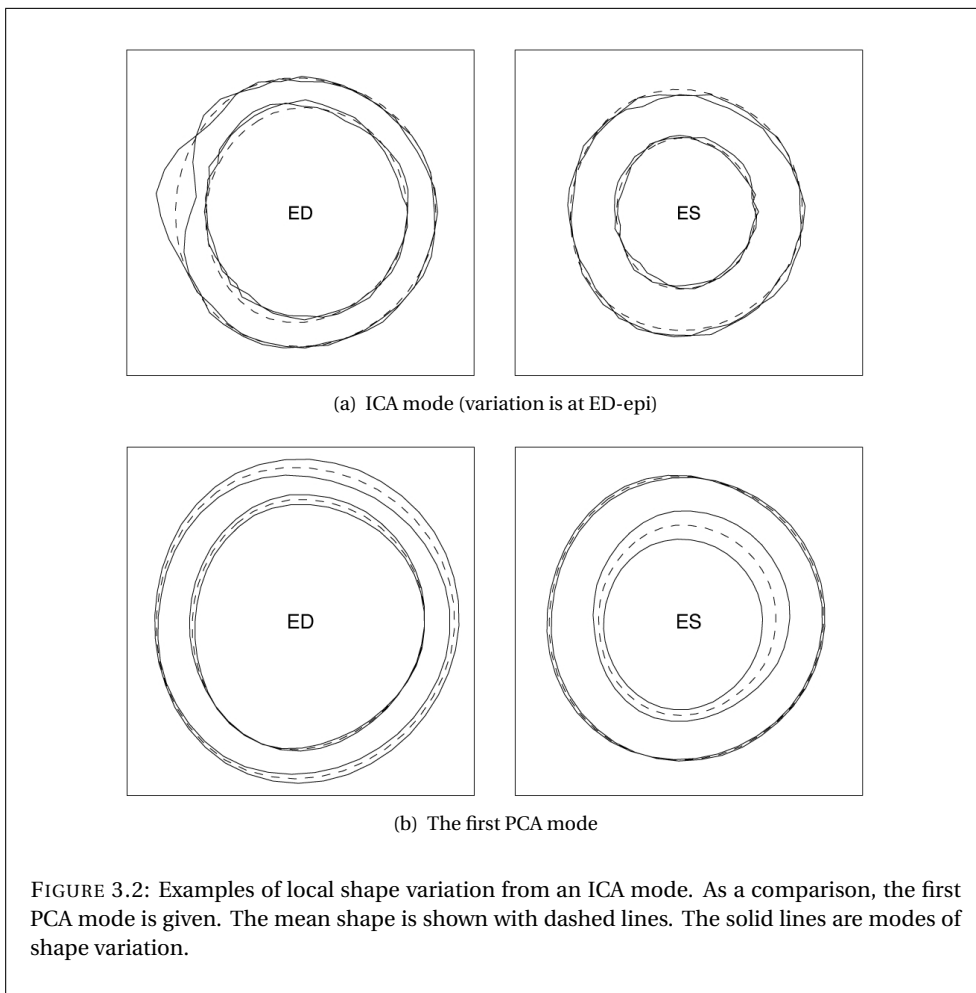 ED
ES
(a) ICA mode (variation is at ED-epi)
ED
ES
(b) The first PCA mode
FIGURE 3.2: Examples of local shape variation from an ICA mode. As a comparison, the first
PCA mode is given. The mean shape is shown with dashed lines. The solid lines are modes of
shape variation.